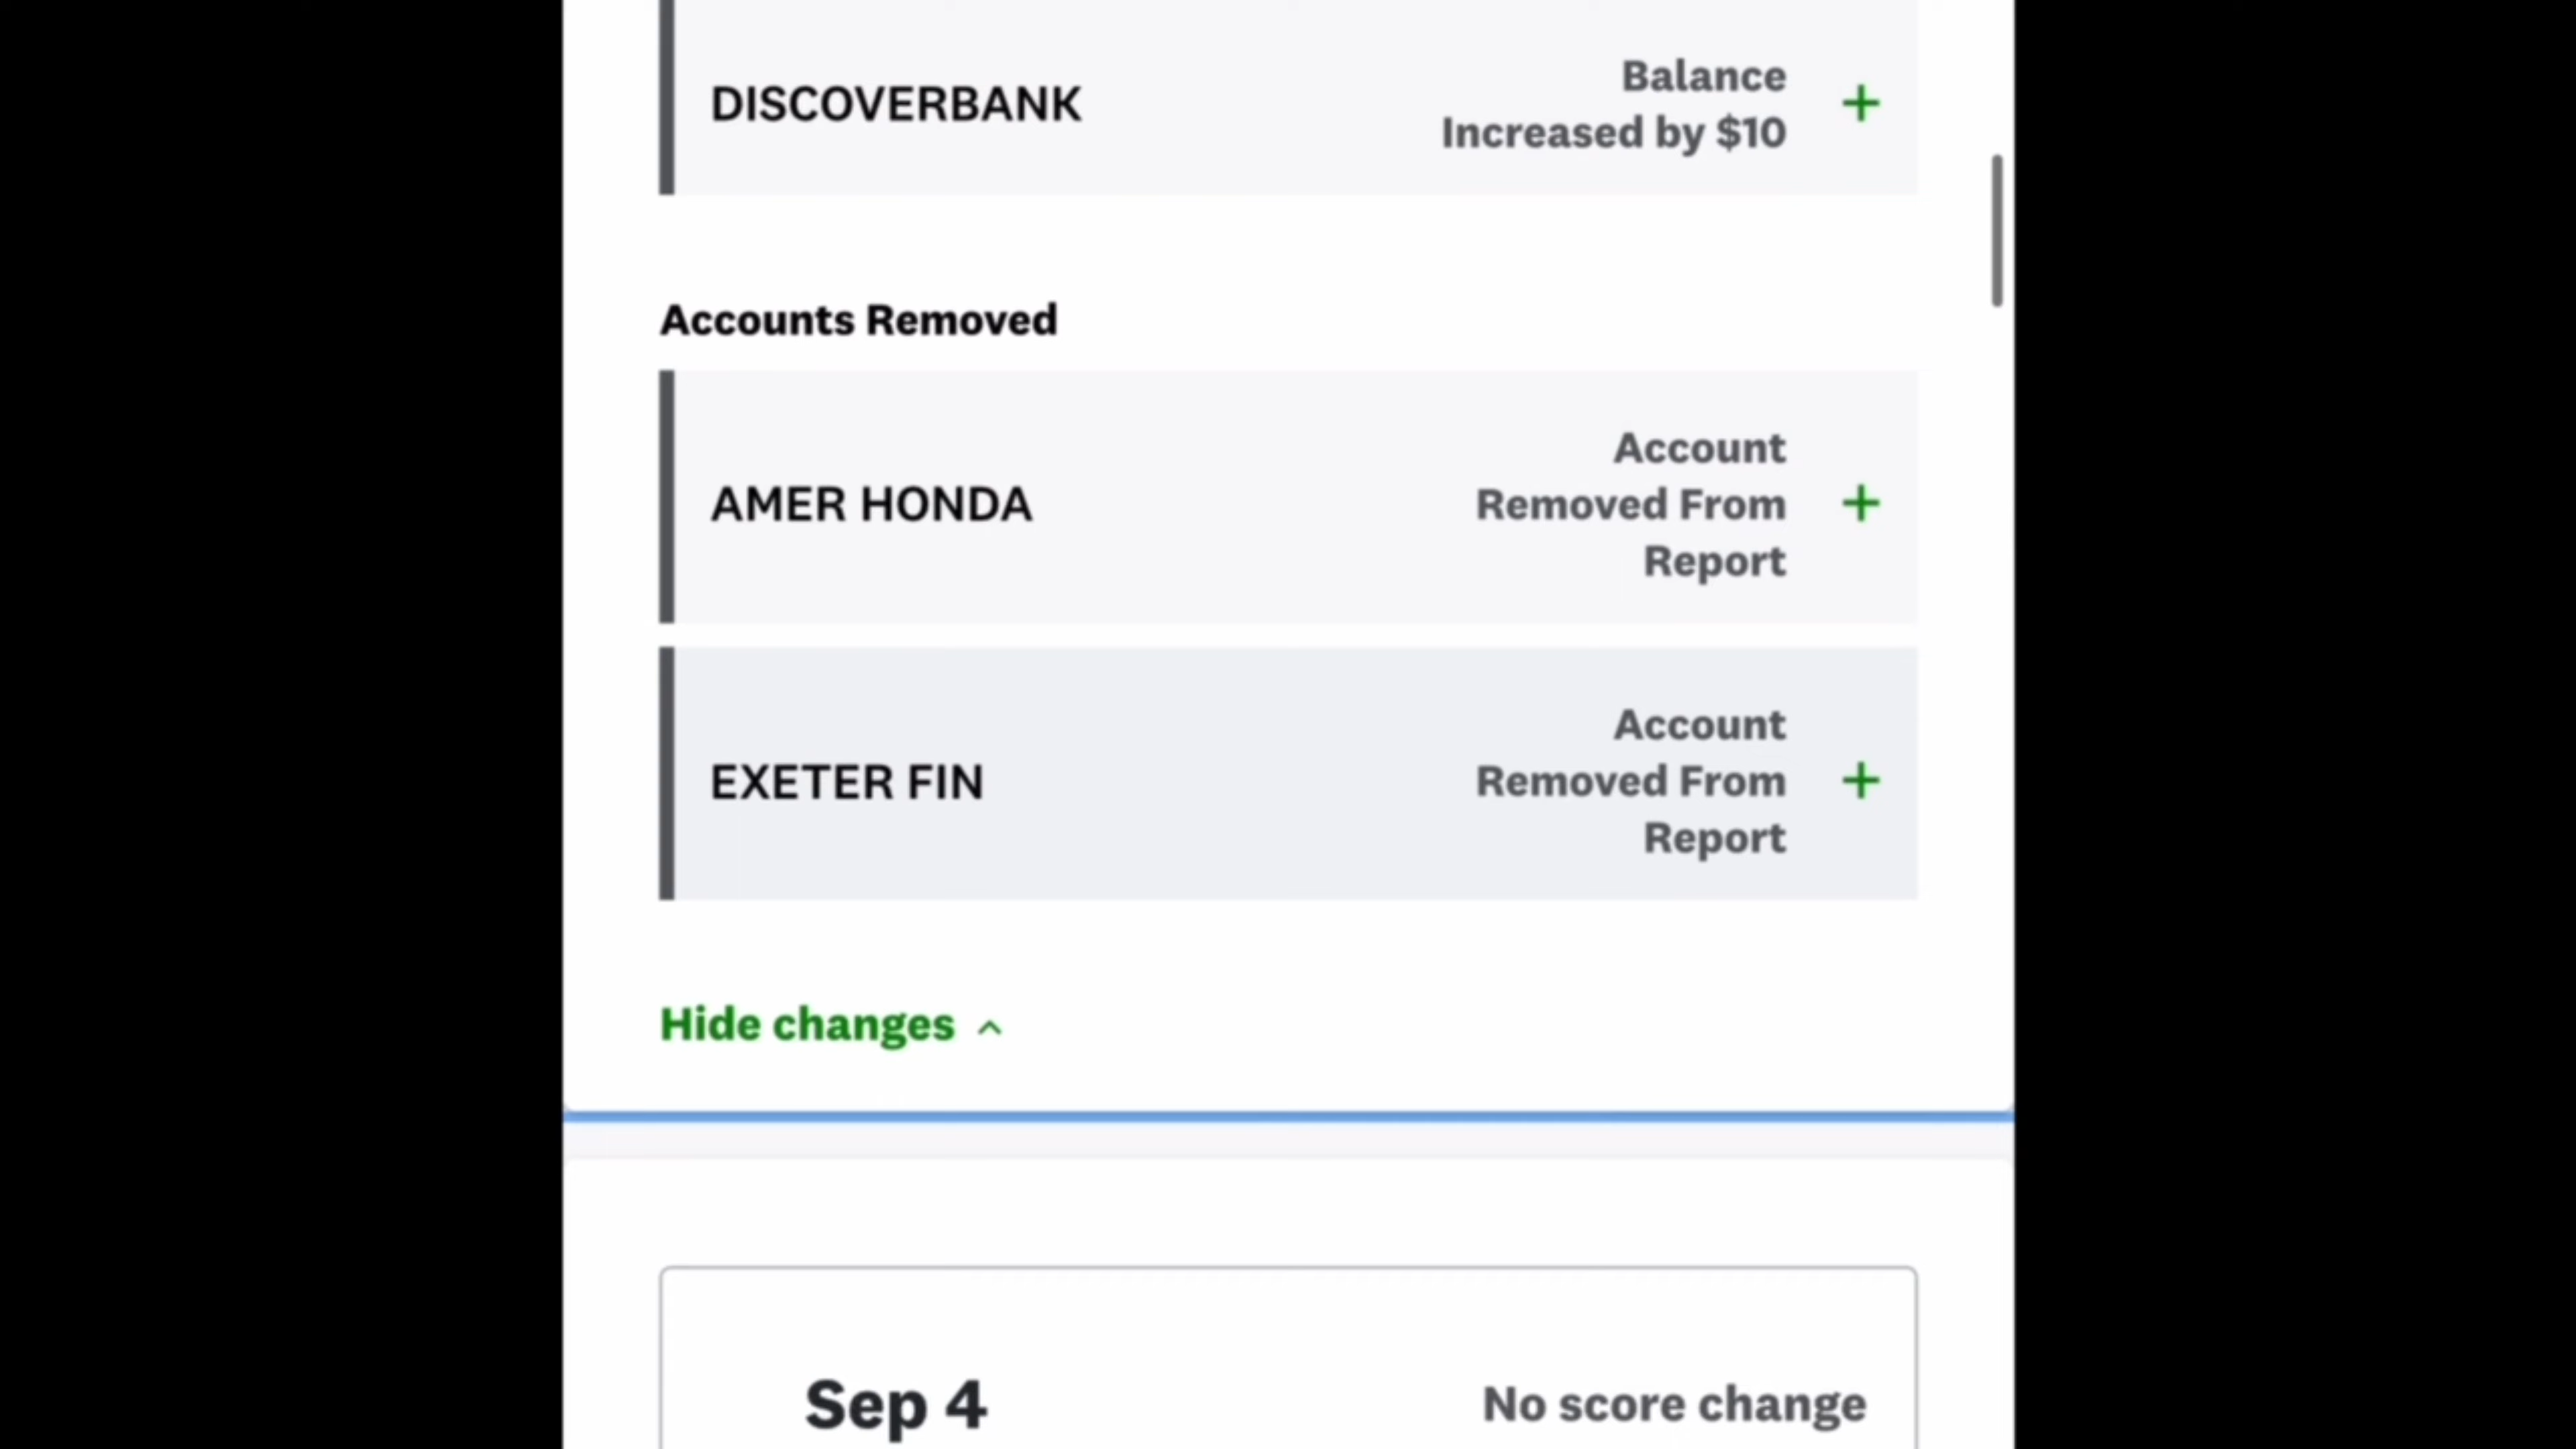 DISCOVERBANK
Balance
Increased by $10
Accounts Removed
AMER HONDA
Account
Removed From
Report
EXETER FIN
Account
Removed From
Report
Hide changes
Sep 4
No score change